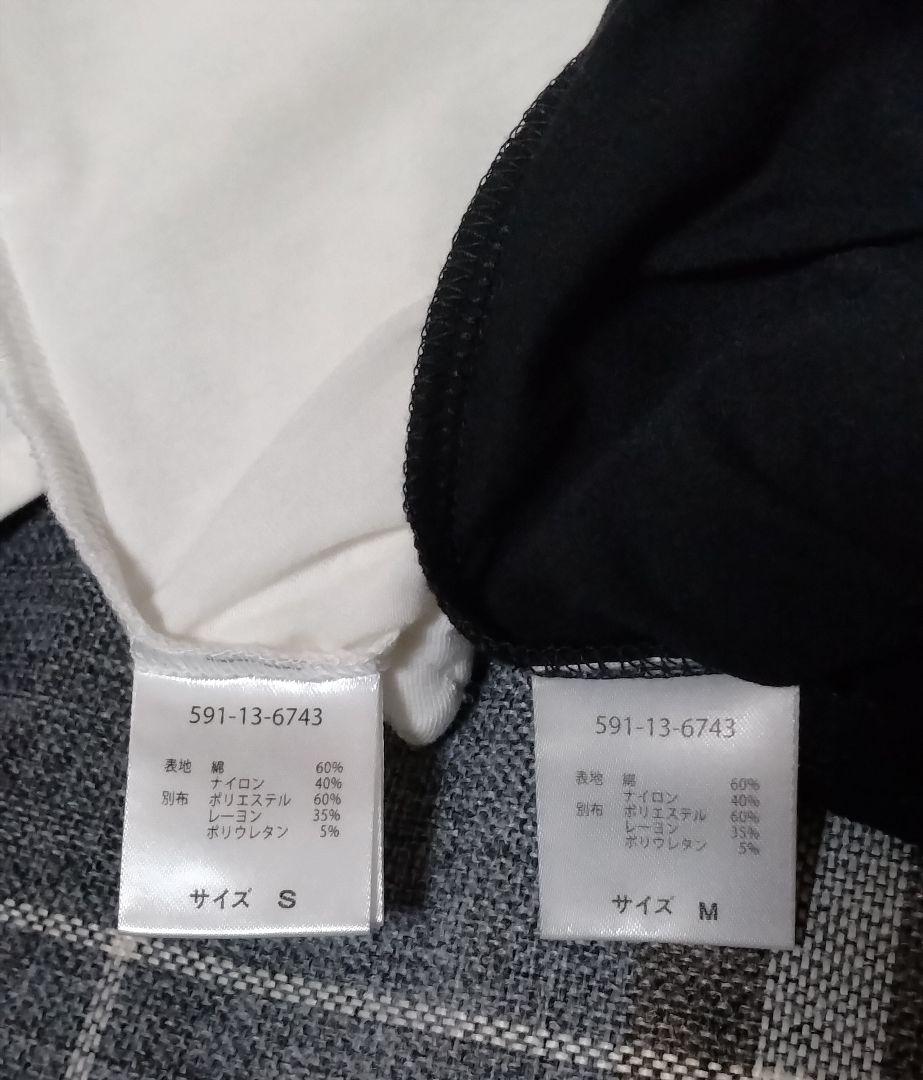 591-13-6743
表地 綿 60%
ナイロン 40%
別布 ポリエステル 60%
レーヨン 35%
ポリウレタン 5%
サイズ S
591-13-6743
表地 綿 60%
ナイロン 40%
別布 ポリエステル 60%
レーヨン 35%
ポリウレタン 5%
サイズ M